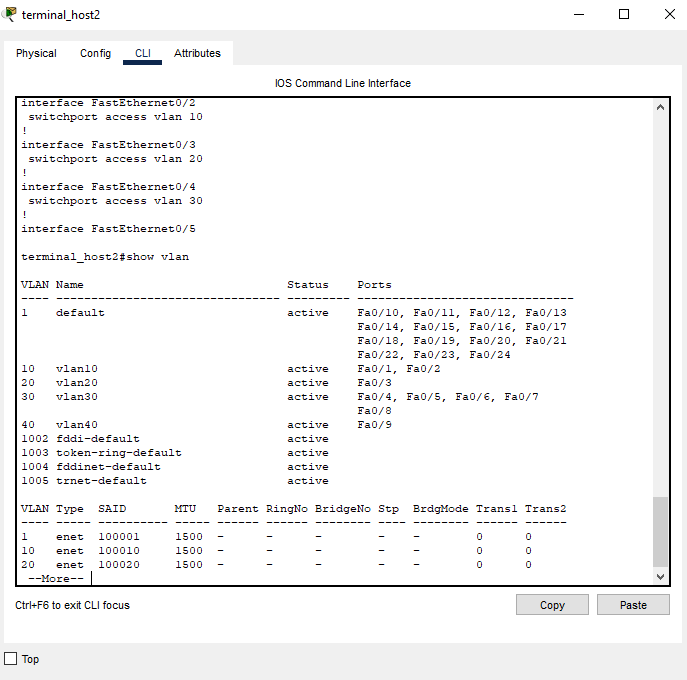 terminal_host2
Physical Config CLI Attributes
IOS Command Line Interface
interface FastEthernet0/2
 switchport access vlan 10
!
interface FastEthernet0/3
 switchport access vlan 20
!
interface FastEthernet0/4
 switchport access vlan 30
!
interface FastEthernet0/5
terminal_host2#show vlan
VLAN Name                             Status    Ports
---- -------------------------------- --------- -------------------------------
1    default                          active    Fa0/10, Fa0/11, Fa0/12, Fa0/13
                                                Fa0/14, Fa0/15, Fa0/16, Fa0/17
                                                Fa0/18, Fa0/19, Fa0/20, Fa0/21
                                                Fa0/22, Fa0/23, Fa0/24
10   vlan10                           active    Fa0/1, Fa0/2
20   vlan20                           active    Fa0/3
30   vlan30                           active    Fa0/4, Fa0/5, Fa0/6, Fa0/7
                                                Fa0/8
40   vlan40                           active    Fa0/9
1002 fddi-default                     active
1003 token-ring-default               active
1004 fddinet-default                  active
1005 trnet-default                    active
VLAN Type  SAID       MTU   Parent RingNo BridgeNo Stp  BrdgMode Trans1 Trans2
---- ----- ---------- ----- ------ ------ -------- ---- -------- ------ ------
1    enet  100001     1500  -      -      -        -    -        0      0
10   enet  100010     1500  -      -      -        -    -        0      0
20   enet  100020     1500  -      -      -        -    -        0      0
 --More--
Ctrl+F6 to exit CLI focus
Copy Paste
Top